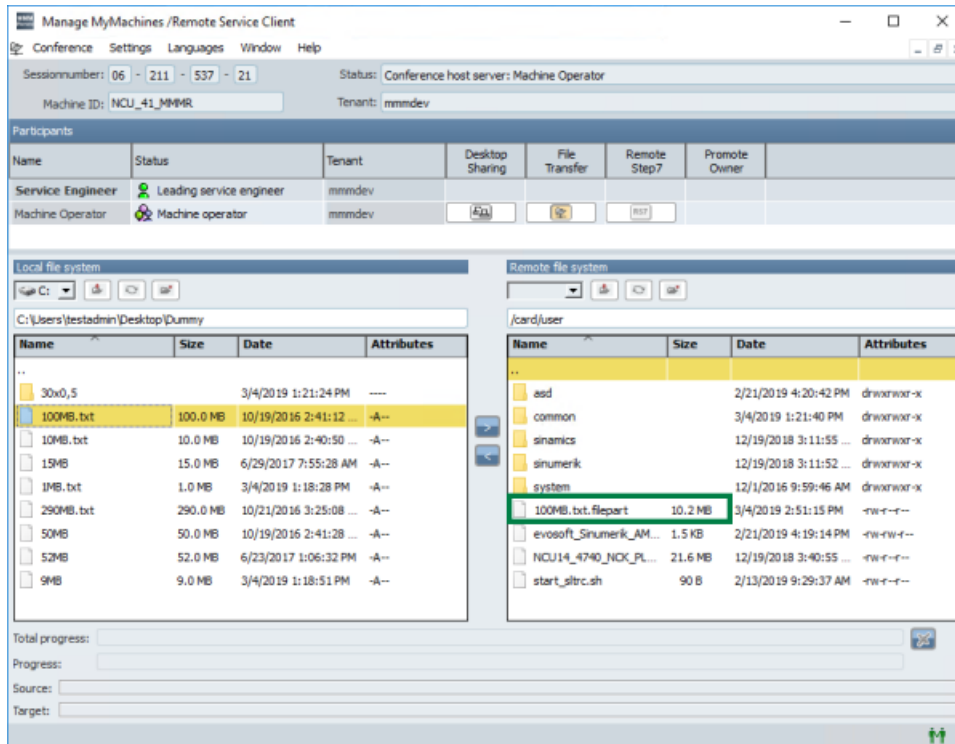 Manage MyMachines /Remote Service Client
Conference Settings Languages Window Help
Sessionnumber: 06 - 211 - 537 - 21 Status: Conference host server: Machine Operator
Machine ID: NCU_41_MMMR Tenant: mmmdev
Participants
Name Status Tenant Desktop Sharing File Transfer Remote Step7 Promote Owner
Service Engineer Leading service engineer mmmdev
Machine Operator Machine operator mmmdev RST
Local file system Remote file system
C:
C:\Users\testadmin\Desktop\Dummy /card/user
Name Size Date Attributes Name Size Date Attributes
.. ..
30x0,5 3/4/2019 1:21:24 PM ---- asd 2/21/2019 4:20:42 PM drwxrwxr-x
100MB.txt 100.0 MB 10/19/2016 2:41:12 ... -A-- common 3/4/2019 1:21:40 PM drwxrwxr-x
10MB.txt 10.0 MB 10/19/2016 2:40:50 ... -A-- sinamics 12/19/2018 3:11:55 ... drwxrwxr-x
15MB 15.0 MB 6/29/2017 7:55:28 AM -A-- sinumerik 12/19/2018 3:11:52 ... drwxrwxr-x
1MB.txt 1.0 MB 3/4/2019 1:18:28 PM -A-- system 12/1/2016 9:59:46 AM drwxrwxr-x
290MB.txt 290.0 MB 10/21/2016 3:25:08 ... -A-- 100MB.txt.filepart 10.2 MB 3/4/2019 2:51:15 PM -rw-r--r--
50MB 50.0 MB 10/19/2016 2:41:28 ... -A-- evosoft_Sinumerik_AM... 1.5 KB 2/21/2019 4:19:14 PM -rw-rw-r--
52MB 52.0 MB 6/23/2017 1:06:32 PM -A-- NCU14_4740_NCK_PL... 21.6 MB 12/19/2018 3:40:55 ... -rw-r--r--
9MB 9.0 MB 3/4/2019 1:18:51 PM -A-- start_sltrc.sh 90 B 2/13/2019 9:29:37 AM -rw-r--r--
Total progress:
Progress:
Source:
Target: